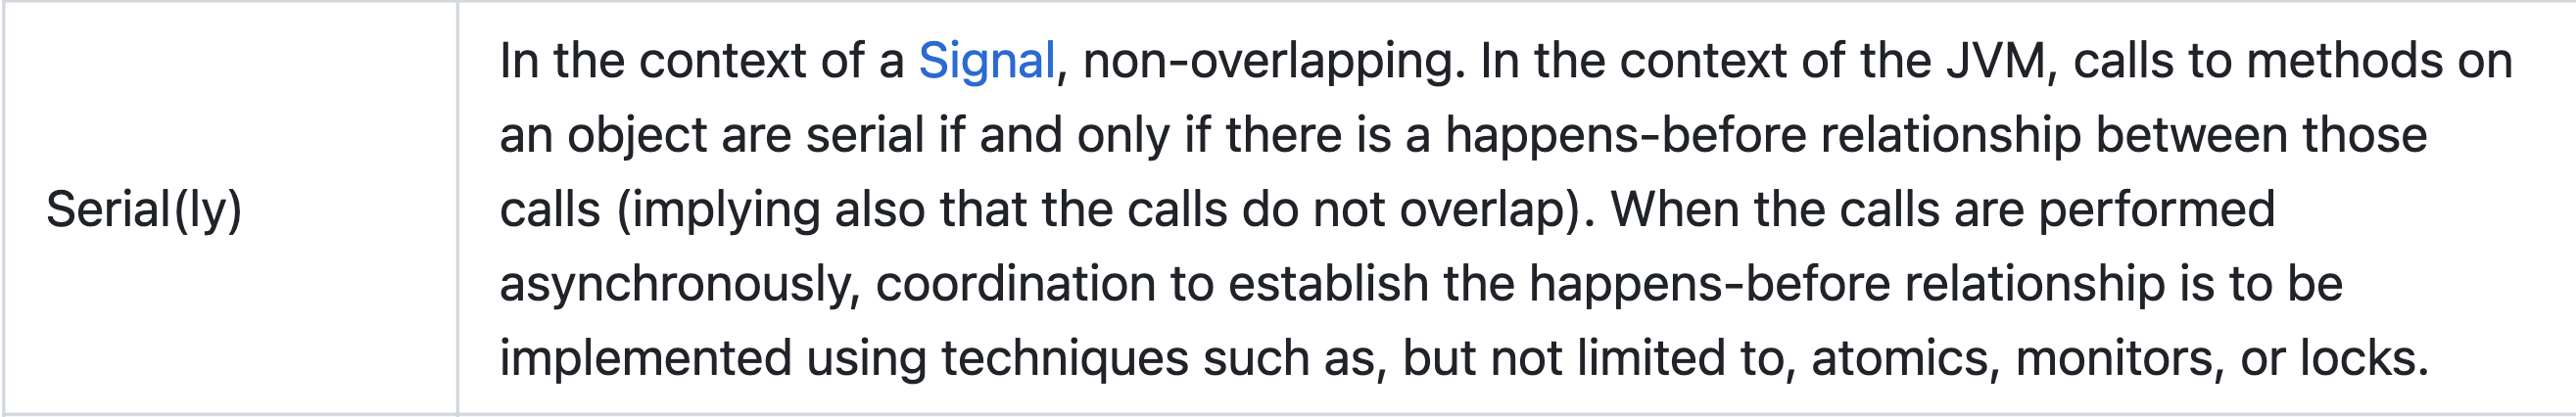 In the context of a Signal, non-overlapping. In the context of the JVM, calls to methods on
an object are serial if and only if there is a happens-before relationship between those
Serial(ly)
calls (implying also that the calls do not overlap). When the calls are performed
asynchronously, coordination to establish the happens-before relationship is to be
implemented using techniques such as, but not limited to, atomics, monitors, or locks.